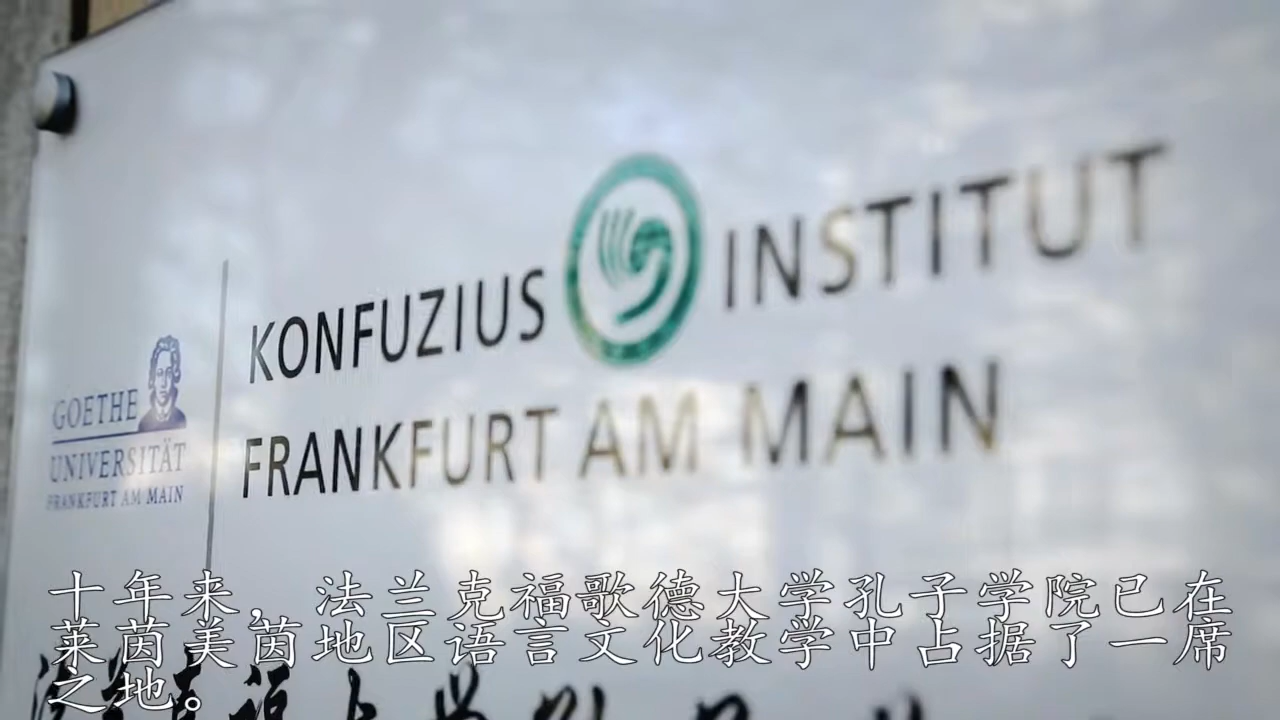 KONFUZIUS INSTITUT
FRANKFURT AM MAIN
GOETHE
UNIVERSITÄT
FRANKFURT AM MAIN
十年来，法兰克福歌德大学孔子学院已在
莱茵美茵地区语言文化教学中占据了一席
之地。